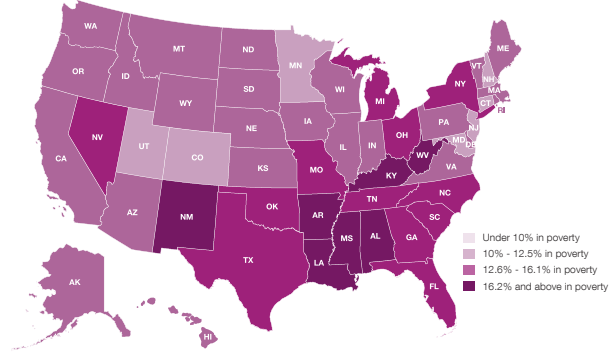 WA
MT
ND
MN
ME
VT
NH
OR
ID
SD
WI
NY
MA
WY
MI
CT
RI
NV
NE
IA
PA
NJ
UT
CO
IL
IN
OH
MD
DE
CA
KS
MO
WV
VA
KY
AZ
NM
OK
AR
TN
NC
SC
TX
LA
MS
AL
GA
FL
AK
HI
Under 10% in poverty
10% - 12.5% in poverty
12.6% - 16.1% in poverty
16.2% and above in poverty